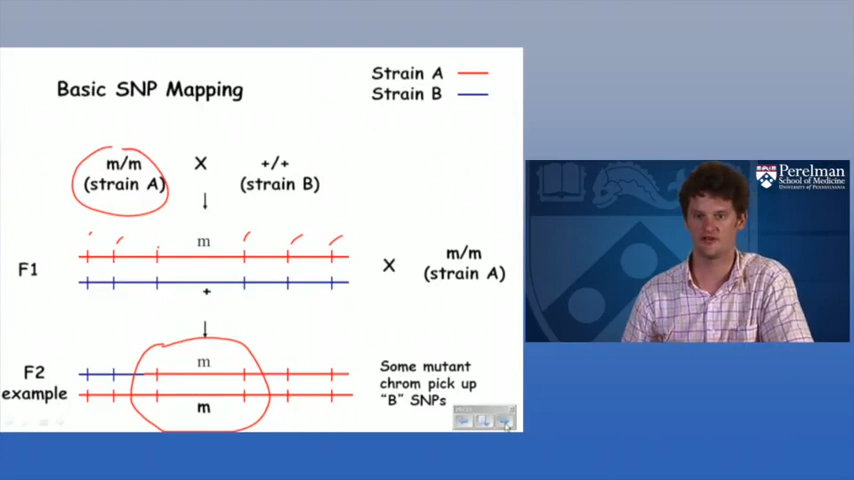 Basic SNP Mapping
Strain A
Strain B
m/m
(strain A)
X
+/+
(strain B)
m
F1
+
X
m/m
(strain A)
m
F2
example
m
Some mutant
chrom pick up
"B" SNPs
Perelman
School of Medicine
UNIVERSITY of PENNSYLVANIA